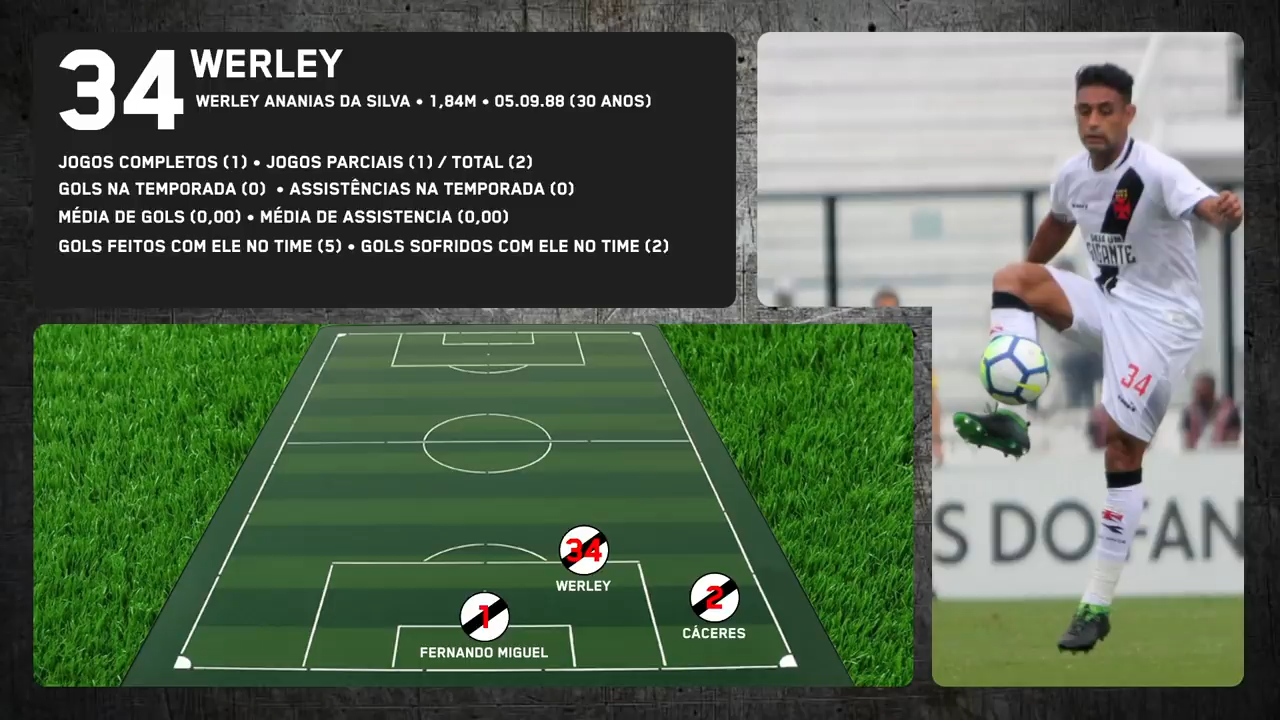 34 WERLEY
WERLEY ANANIAS DA SILVA • 1,84M • 05.09.88 (30 ANOS)
JOGOS COMPLETOS (1) • JOGOS PARCIAIS (1) / TOTAL (2)
GOLS NA TEMPORADA (0) • ASSISTÊNCIAS NA TEMPORADA (0)
MÉDIA DE GOLS (0,00) • MÉDIA DE ASSISTENCIA (0,00)
GOLS FEITOS COM ELE NO TIME (5) • GOLS SOFRIDOS COM ELE NO TIME (2)
GIGANTE
34
S DO FAN
34
WERLEY
2
CÁCERES
1
FERNANDO MIGUEL